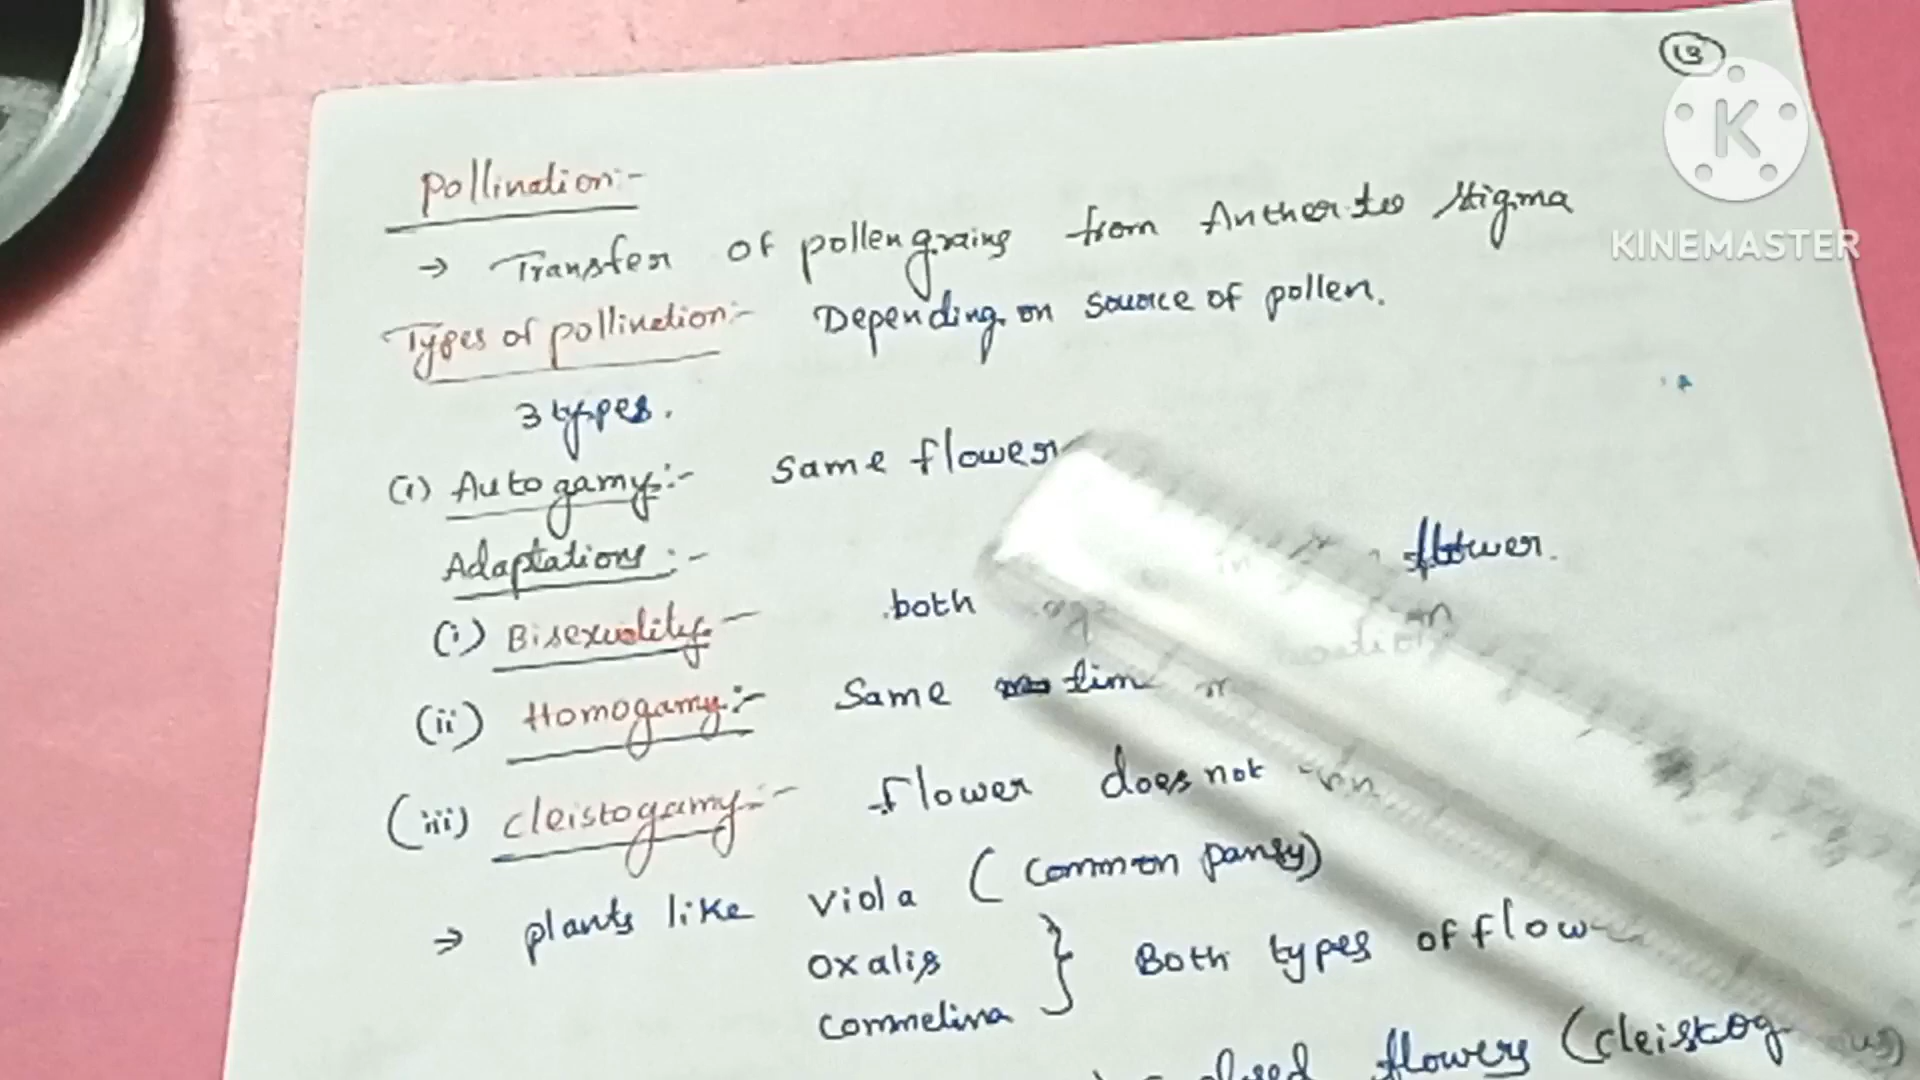 13
K
KINEMASTER
Pollination:-
→ Transfer of pollengrains from Anther to Stigma
Types of pollination:- Depending on source of pollen.
3 types.
(i) Autogamy:- Same flower
Adaptations:-
flower.
(i) Bisexuality- both
(ii) Homogamy:- Same time
(iii) cleistogamy:- flower does not
⇒ plants like Viola (Common pansy)
oxalis } Both types of
commelina
closed flowers